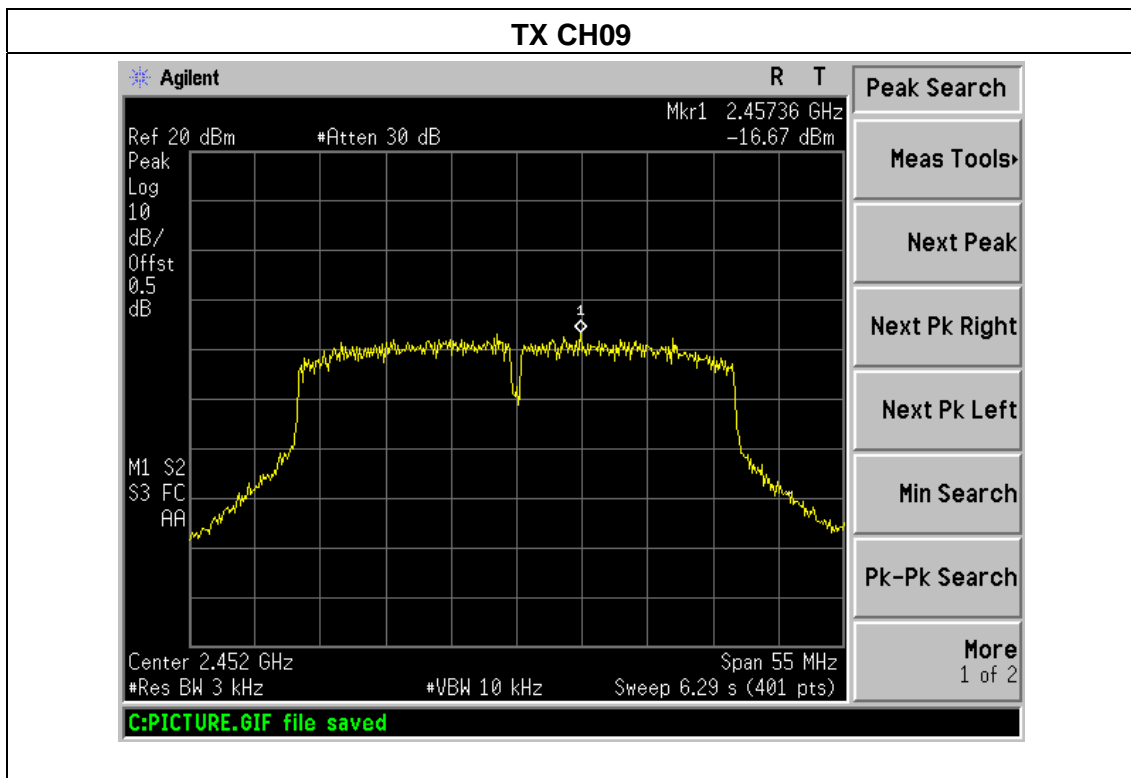 TX CH09
Agilent R T
Mkr1 2.45736 GHz
Ref 20 dBm #Atten 30 dB -16.67 dBm
Peak
Log
10
dB/
Offst
0.5
dB
1
M1 S2
S3 FC
AA
Center 2.452 GHz Span 55 MHz
#Res BW 3 kHz #VBW 10 kHz Sweep 6.29 s (401 pts)
C:PICTURE.GIF file saved
Peak Search
Meas Tools
Next Peak
Next Pk Right
Next Pk Left
Min Search
Pk-Pk Search
More
1 of 2